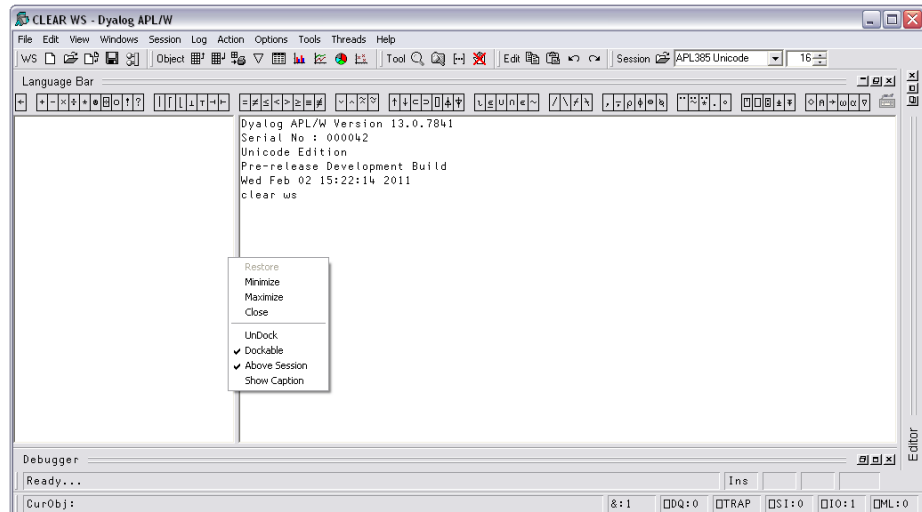 CLEAR WS - Dyalog APL/W
File Edit View Windows Session Log Action Options Tools Threads Help
WS Object Tool Edit Session APL385 Unicode 16
Language Bar
Dyalog APL/W Version 13.0.7841
Serial No : 000042
Unicode Edition
Pre-release Development Build
Wed Feb 02 15:22:14 2011
clear ws
Restore
Minimize
Maximize
Close
UnDock
Dockable
Above Session
Show Caption
Editor
Debugger
Ready...
Ins
CurObj:
&:1 ⎕DQ:0 ⎕TRAP ⎕SI:0 ⎕IO:1 ⎕ML:0